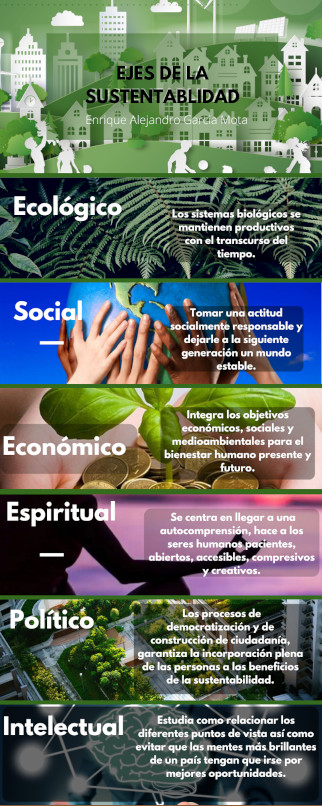 EJES DE LA
SUSTENTABLIDAD
Enrique Alejandro García Mota
Ecológico
Los sistemas biológicos se
mantienen productivos
con el transcurso del
tiempo.
Social
Tomar una actitud
socialmente responsable y
dejarle a la siguiente
generación un mundo
estable.
Económico
Integra los objetivos
económicos, sociales y
medioambientales para el
bienestar humano presente y
futuro.
Espiritual
Se centra en llegar a una
autocomprensión, hace a los
seres humanos pacientes,
abiertos, accesibles, compresivos
y creativos.
Político
Los procesos de
democratización y de
construcción de ciudadanía,
garantiza la incorporación plena
de las personas a los beneficios
de la sustentabilidad.
Intelectual
Estudia como relacionar los
diferentes puntos de vista así como
evitar que las mentes más brillantes
de un país tengan que irse por
mejores oportunidades.